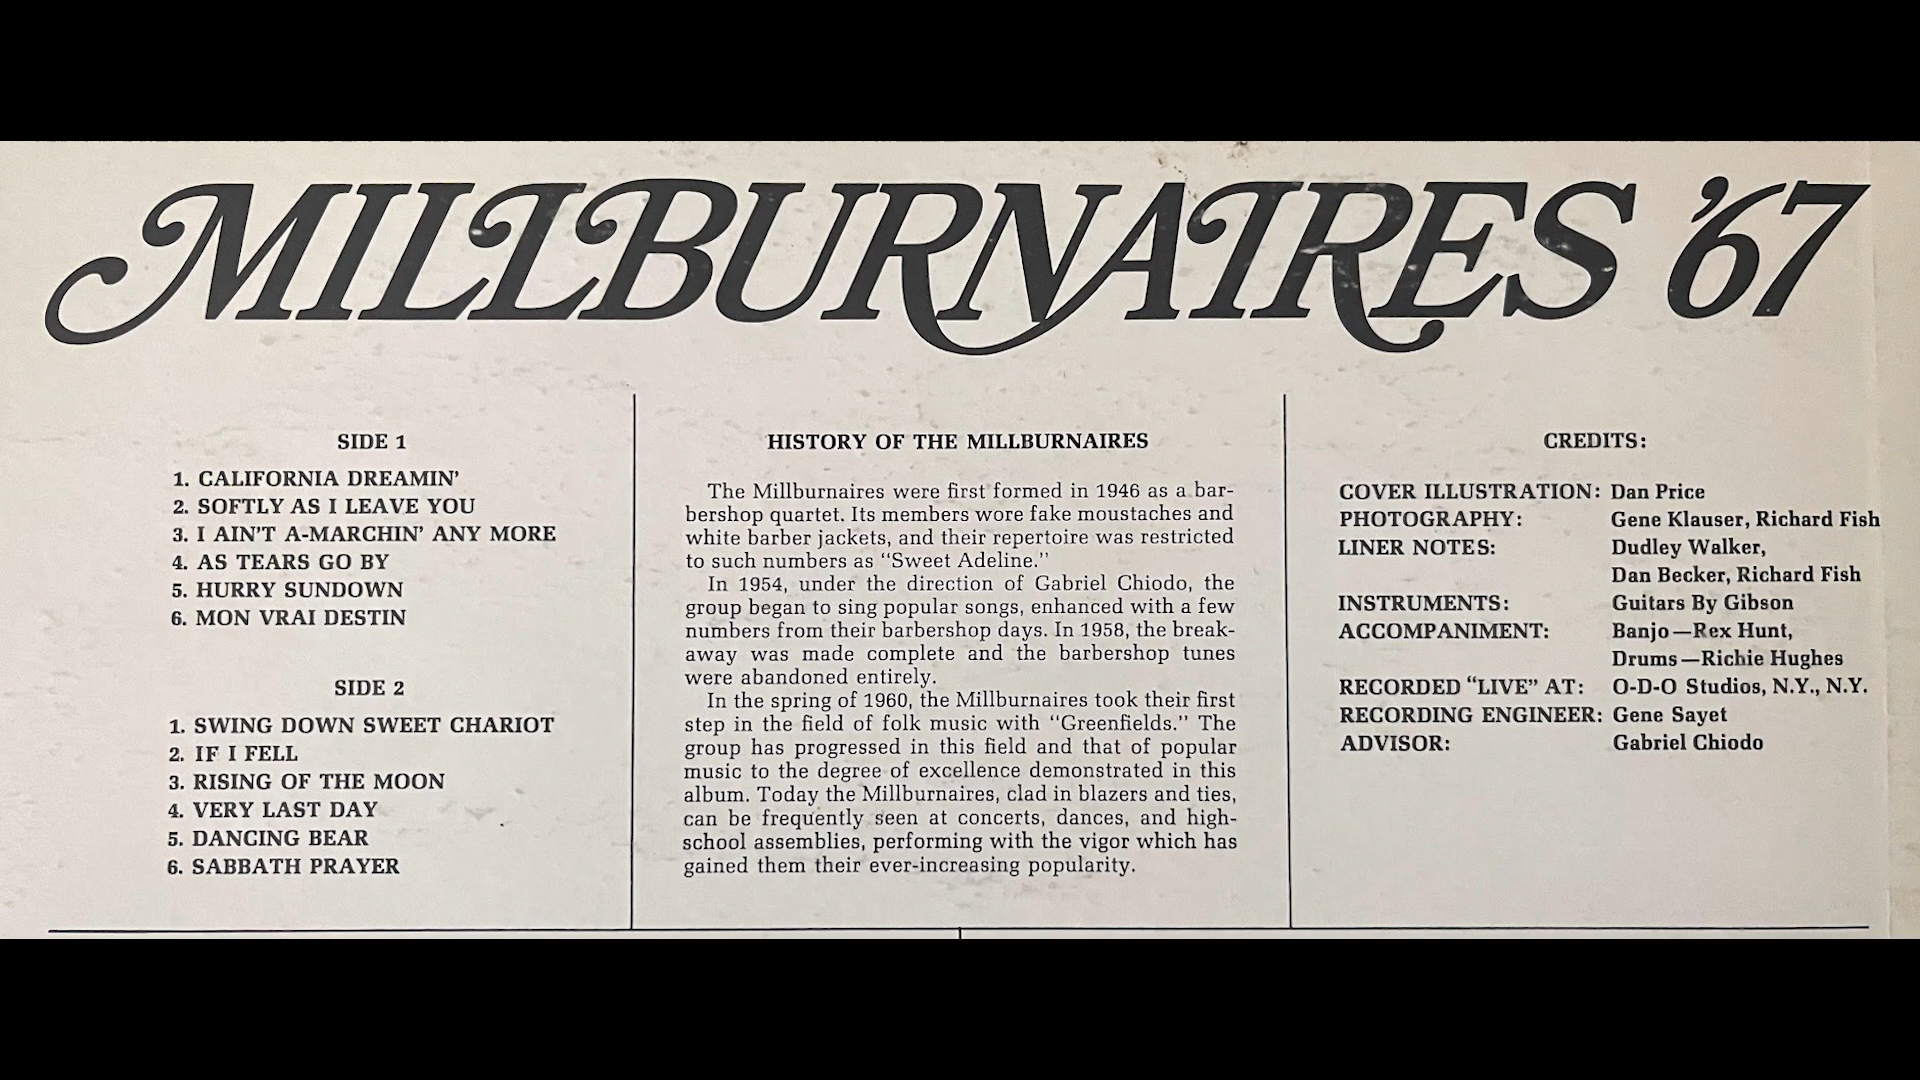 MILLBURNAIRES '67
SIDE 1
1. CALIFORNIA DREAMIN'
2. SOFTLY AS I LEAVE YOU
3. I AIN'T A-MARCHIN' ANY MORE
4. AS TEARS GO BY
5. HURRY SUNDOWN
6. MON VRAI DESTIN
SIDE 2
1. SWING DOWN SWEET CHARIOT
2. IF I FELL
3. RISING OF THE MOON
4. VERY LAST DAY
5. DANCING BEAR
6. SABBATH PRAYER
HISTORY OF THE MILLBURNAIRES
The Millburnaires were first formed in 1946 as a bar-
bershop quartet. Its members wore fake moustaches and
white barber jackets, and their repertoire was restricted
to such numbers as "Sweet Adeline."
In 1954, under the direction of Gabriel Chiodo, the
group began to sing popular songs, enhanced with a few
numbers from their barbershop days. In 1958, the break-
away was made complete and the barbershop tunes
were abandoned entirely.
In the spring of 1960, the Millburnaires took their first
step in the field of folk music with "Greenfields." The
group has progressed in this field and that of popular
music to the degree of excellence demonstrated in this
album. Today the Millburnaires, clad in blazers and ties,
can be frequently seen at concerts, dances, and high-
school assemblies, performing with the vigor which has
gained them their ever-increasing popularity.
CREDITS:
COVER ILLUSTRATION: Dan Price
PHOTOGRAPHY: Gene Klauser, Richard Fish
LINER NOTES: Dudley Walker,
Dan Becker, Richard Fish
INSTRUMENTS: Guitars By Gibson
ACCOMPANIMENT: Banjo—Rex Hunt,
Drums—Richie Hughes
RECORDED "LIVE" AT: O-D-O Studios, N.Y., N.Y.
RECORDING ENGINEER: Gene Sayet
ADVISOR: Gabriel Chiodo